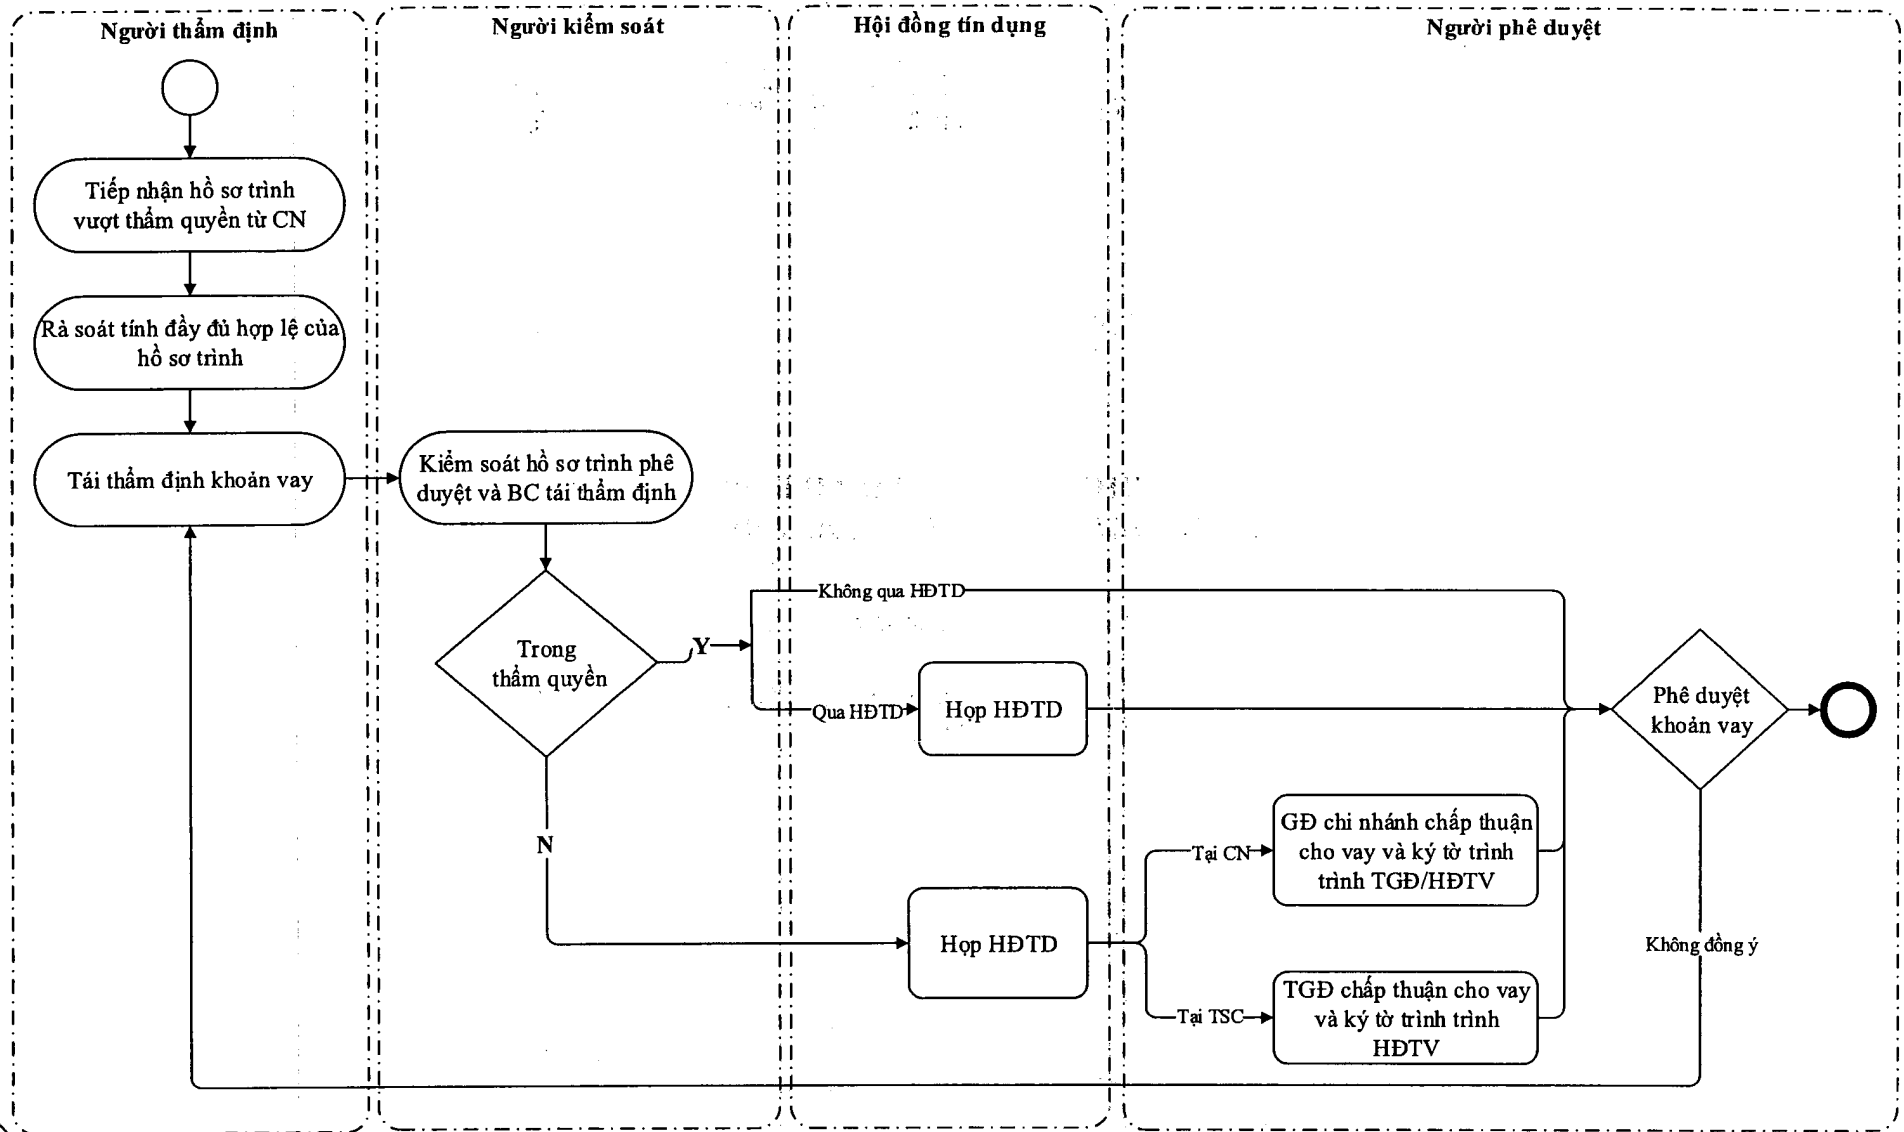 Người thẩm định
Người kiểm soát
Hội đồng tín dụng
Người phê duyệt
Tiếp nhận hồ sơ trình
vượt thẩm quyền từ CN
Rà soát tính đầy đủ hợp lệ của
hồ sơ trình
Tái thẩm định khoản vay
Kiểm soát hồ sơ trình phê
duyệt và BC tái thẩm định
Trong
thẩm quyền
Y
N
Không qua HĐTD
Qua HĐTD
Họp HĐTD
Họp HĐTD
Tại CN
GĐ chi nhánh chấp thuận
cho vay và ký tờ trình
trình TGĐ/HĐTV
Tại TSC
TGĐ chấp thuận cho vay
và ký tờ trình trình
HĐTV
Phê duyệt
khoản vay
Không đồng ý